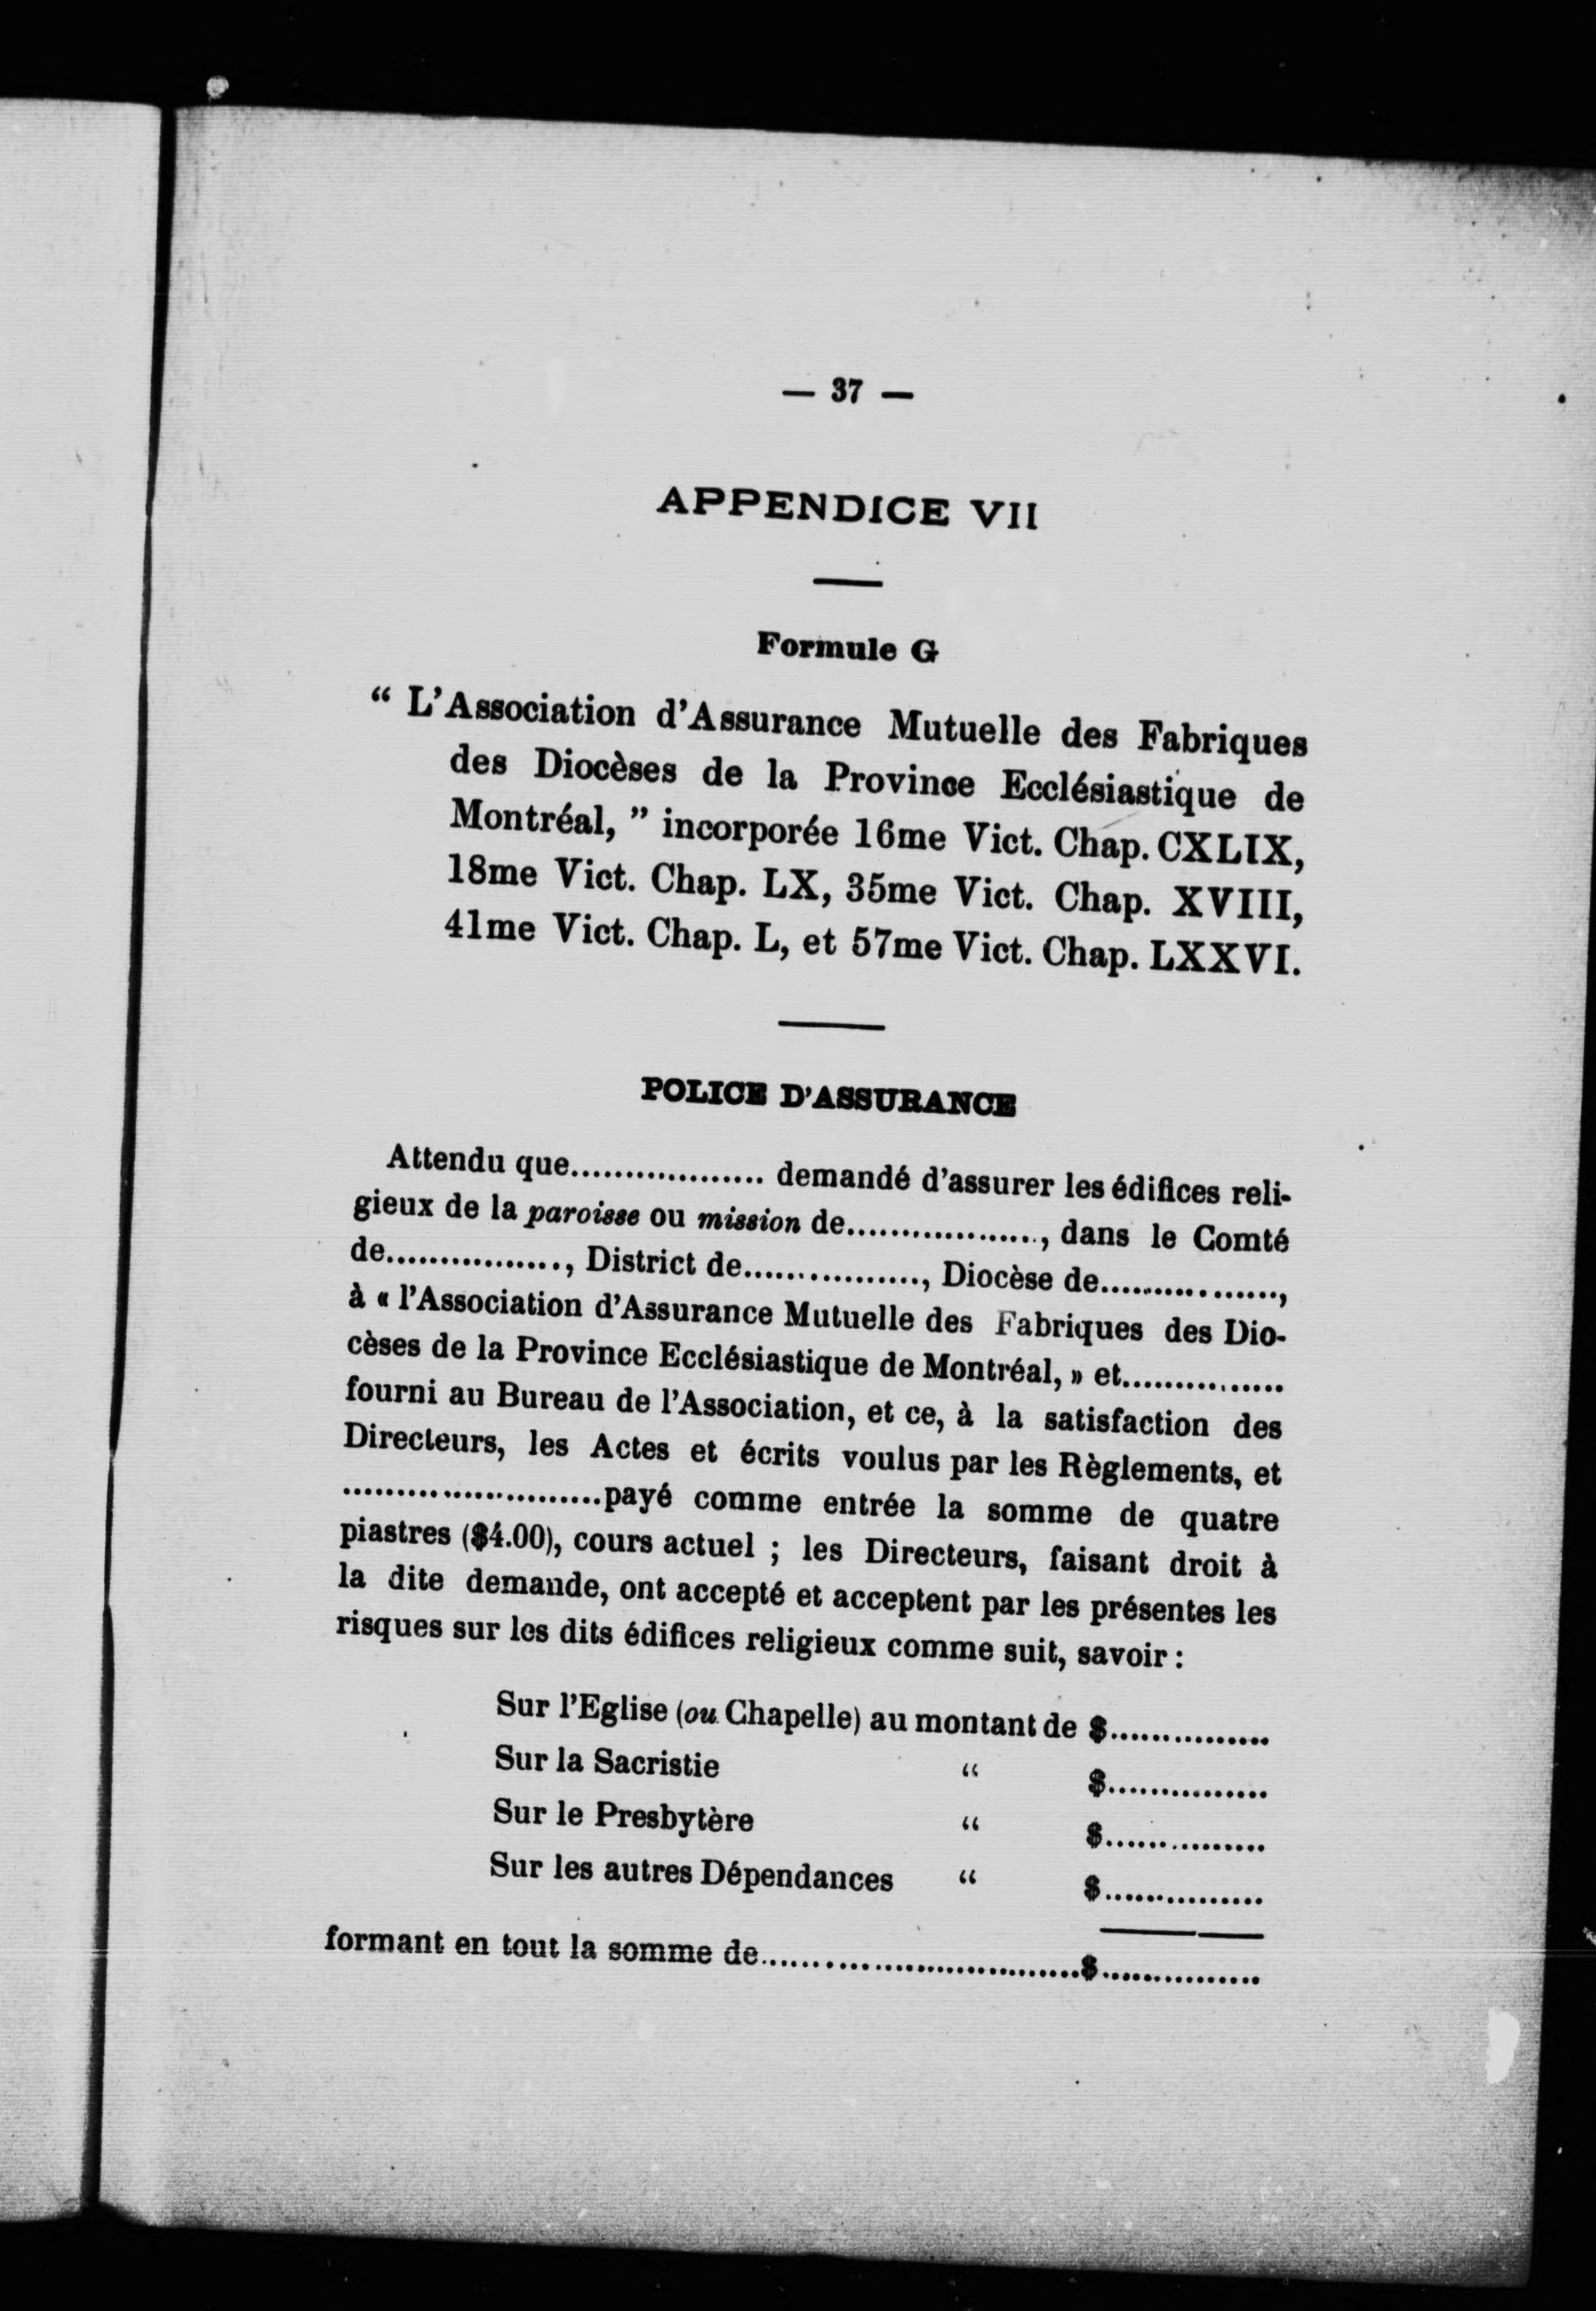 — 37 —
APPENDICE VII
Formule G
“ L’Association d’Assurance Mutuelle des Fabriques
des Diocèses de la Province Ecclésiastique de
Montréal, ” incorporée 16me Vict. Chap. CXLIX,
18me Vict. Chap. LX, 35me Vict. Chap. XVIII,
41me Vict. Chap. L, et 57me Vict. Chap. LXXVI.
POLICE D’ASSURANCE
Attendu que.................. demandé d’assurer les édifices reli-
gieux de la paroisse ou mission de.................., dans le Comté
de................., District de................., Diocèse de.................,
à « l’Association d’Assurance Mutuelle des Fabriques des Dio-
cèses de la Province Ecclésiastique de Montréal, » et...............
fourni au Bureau de l’Association, et ce, à la satisfaction des
Directeurs, les Actes et écrits voulus par les Règlements, et
........................payé comme entrée la somme de quatre
piastres ($4.00), cours actuel ; les Directeurs, faisant droit à
la dite demande, ont accepté et acceptent par les présentes les
risques sur les dits édifices religieux comme suit, savoir :
Sur l’Eglise (ou Chapelle) au montant de $...............
Sur la Sacristie “ $...............
Sur le Presbytère “ $...............
Sur les autres Dépendances “ $...............
formant en tout la somme de..............................$...............